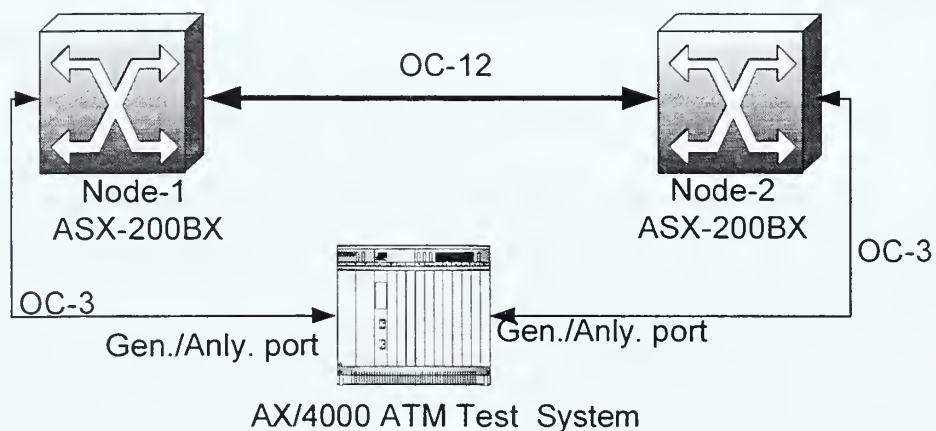 OC-12
Node-1
ASX-200BX
Node-2
ASX-200BX
OC-3
OC-3
Gen./Anly. port
Gen./Anly. port
AX/4000 ATM Test System